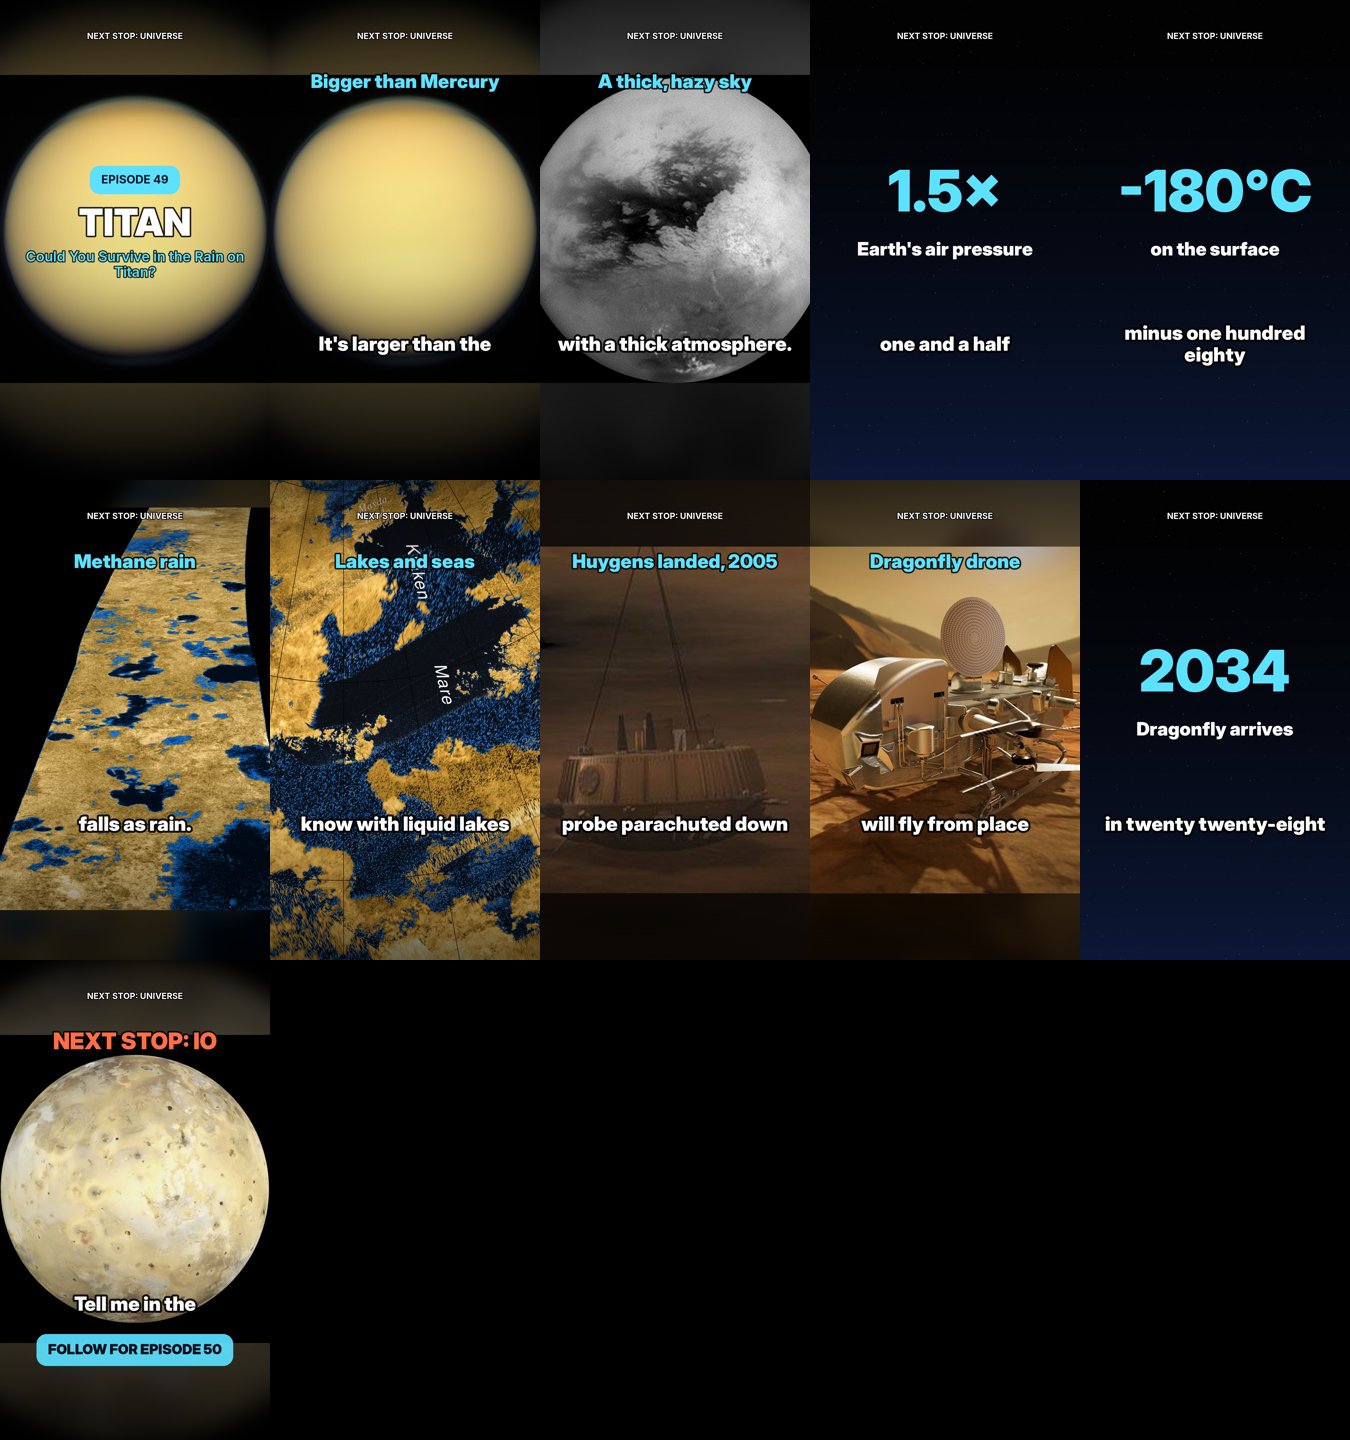 NEXT STOP: UNIVERSE
EPISODE 49
TITAN
Could You Survive in the Rain on
Titan?
NEXT STOP: UNIVERSE
Bigger than Mercury
It's larger than the
NEXT STOP: UNIVERSE
A thick, hazy sky
with a thick atmosphere.
NEXT STOP: UNIVERSE
1.5×
Earth's air pressure
one and a half
NEXT STOP: UNIVERSE
-180°C
on the surface
minus one hundred
eighty
NEXT STOP: UNIVERSE
Methane rain
falls as rain.
NEXT STOP: UNIVERSE
Lakes and seas
Mare
know with liquid lakes
NEXT STOP: UNIVERSE
Huygens landed, 2005
probe parachuted down
NEXT STOP: UNIVERSE
Dragonfly drone
will fly from place
NEXT STOP: UNIVERSE
2034
Dragonfly arrives
in twenty twenty-eight
NEXT STOP: UNIVERSE
NEXT STOP: IO
Tell me in the
FOLLOW FOR EPISODE 50